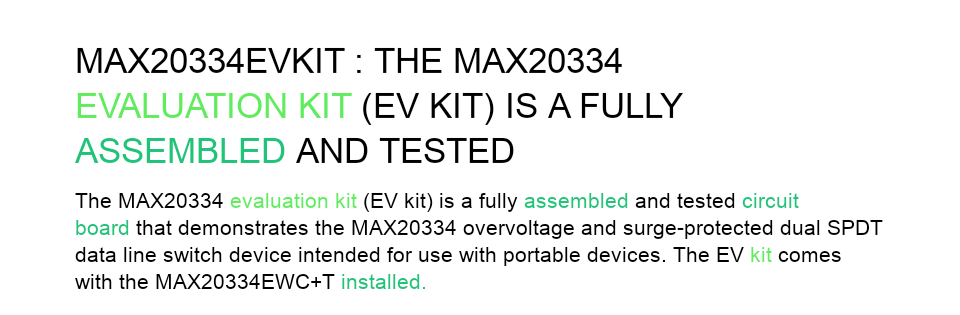 MAX20334EVKIT : THE MAX20334
EVALUATION KIT (EV KIT) IS A FULLY
ASSEMBLED AND TESTED
The MAX20334 evaluation kit (EV kit) is a fully assembled and tested circuit
board that demonstrates the MAX20334 overvoltage and surge-protected dual SPDT
data line switch device intended for use with portable devices. The EV kit comes
with the MAX20334EWC+T installed.